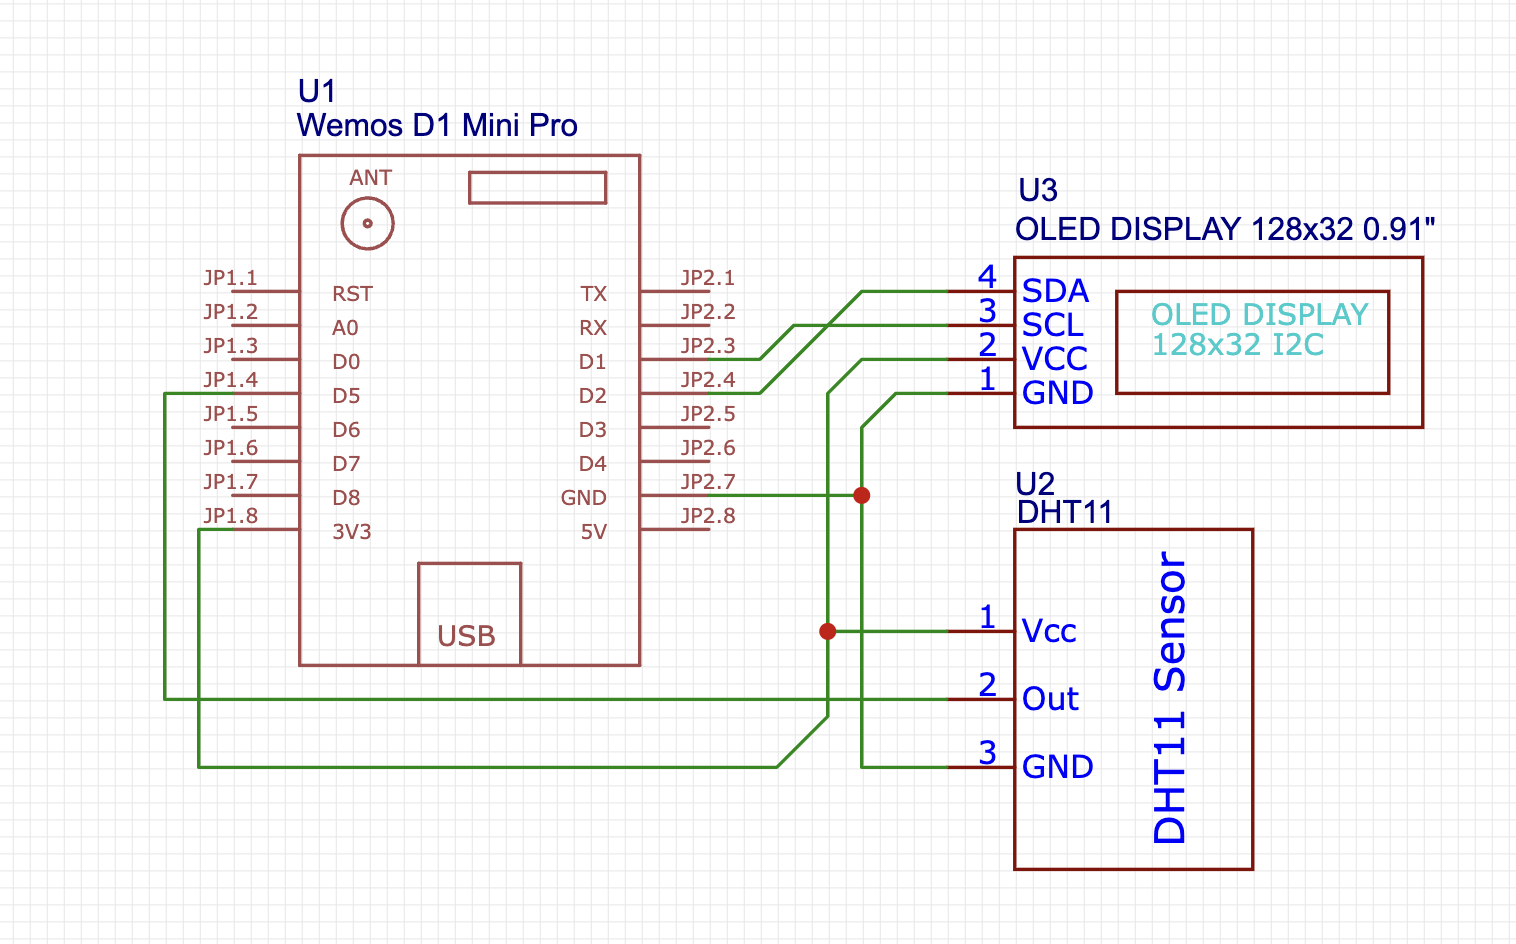 U1
Wemos D1 Mini Pro
ANT
JP1.1
RST
JP1.2
A0
JP1.3
D0
JP1.4
D5
JP1.5
D6
JP1.6
D7
JP1.7
D8
JP1.8
3V3
TX
JP2.1
RX
JP2.2
D1
JP2.3
D2
JP2.4
D3
JP2.5
D4
JP2.6
GND
JP2.7
5V
JP2.8
USB
U3
OLED DISPLAY 128x32 0.91"
4 SDA
3 SCL
2 VCC
1 GND
OLED DISPLAY
128x32 I2C
U2
DHT11
1 Vcc
2 Out
3 GND
DHT11 Sensor